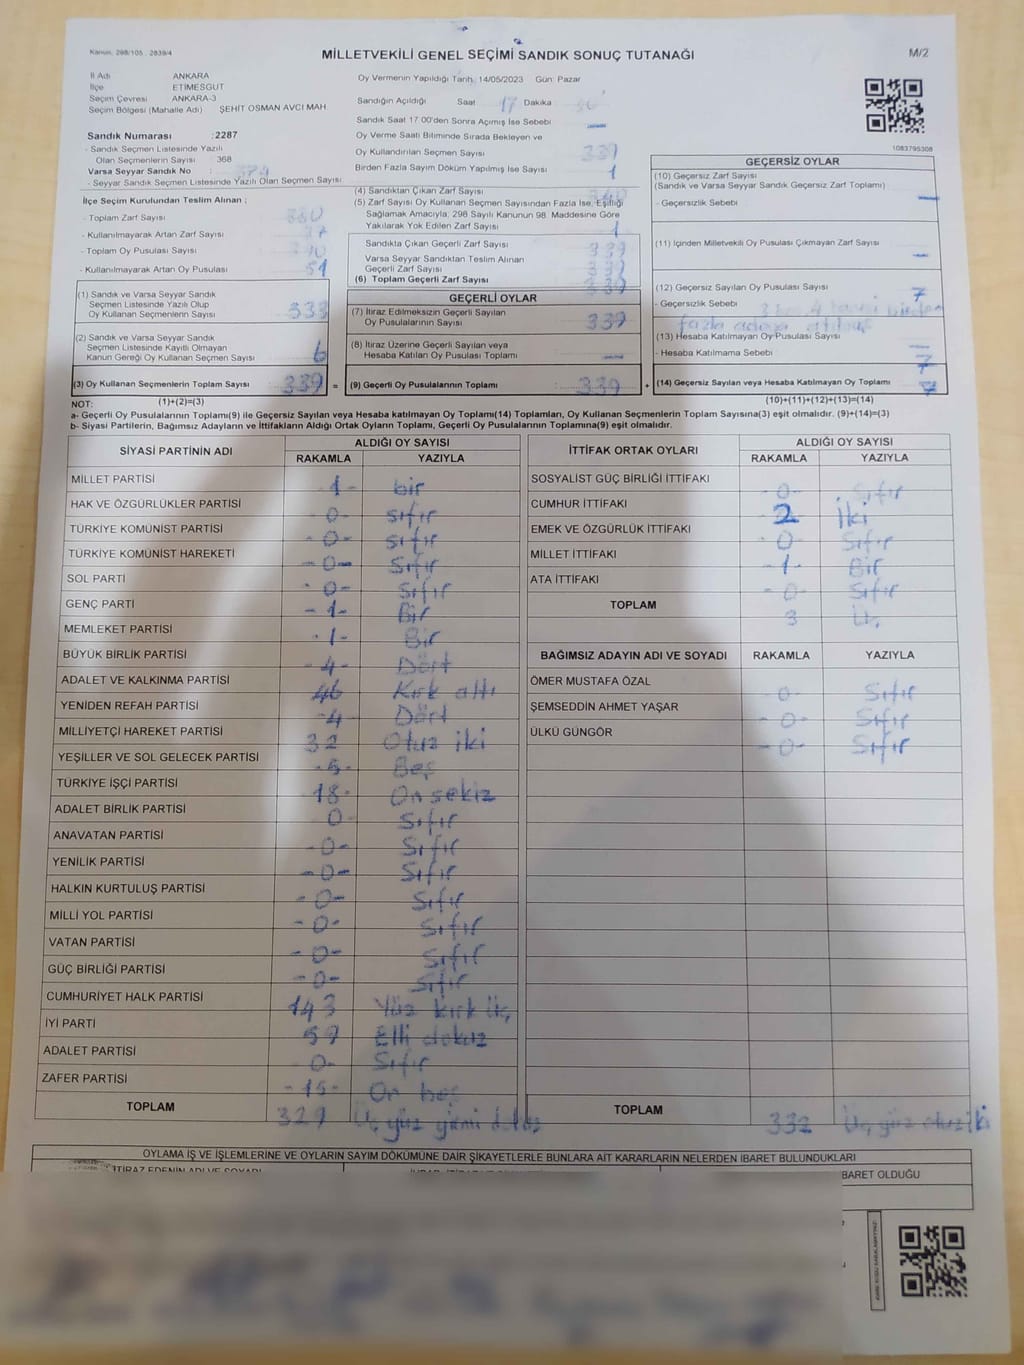 Kanun, 298/105, 2839/4
MİLLETVEKİLİ GENEL SEÇİMİ SANDIK SONUÇ TUTANAĞI
M/2
İl Adı ANKARA
İlçe ETİMESGUT
Seçim Çevresi ANKARA-3
Seçim Bölgesi (Mahalle Adı) ŞEHİT OSMAN AVCI MAH
Sandık Numarası :2287
- Sandık Seçmen Listesinde Yazılı
Olan Seçmenlerin Sayısı : 368
Varsa Seyyar Sandık No :
- Seyyar Sandık Seçmen Listesinde Yazılı Olan Seçmen Sayısı:
İlçe Seçim Kurulundan Teslim Alınan ;
- Toplam Zarf Sayısı : 380
- Kullanılmayarak Artan Zarf Sayısı :
- Toplam Oy Pusulası Sayısı :
- Kullanılmayarak Artan Oy Pusulası : 51
(1) Sandık ve Varsa Seyyar Sandık
Seçmen Listesinde Yazılı Olup
Oy Kullanan Seçmenlerin Sayısı : 333
(2) Sandık ve Varsa Seyyar Sandık
Seçmen Listesinde Kayıtlı Olmayan
Kanun Gereği Oy Kullanan Seçmen Sayısı : 6
(3) Oy Kullanan Seçmenlerin Toplam Sayısı : 339 =
Oy Vermenin Yapıldığı Tarih: 14/05/2023 Gün: Pazar
Sandığın Açıldığı Saat 17 Dakika
Sandık Saat 17.00'den Sonra Açımış İse Sebebi : —
Oy Verme Saati Bitiminde Sırada Bekleyen ve
Oy Kullandırılan Seçmen Sayısı : 339
Birden Fazla Sayım Döküm Yapılmış İse Sayısı : 1
(4) Sandıktan Çıkan Zarf Sayısı : 340
(5) Zarf Sayısı Oy Kullanan Seçmen Sayısından Fazla İse, Eşitliği
Sağlamak Amacıyla; 298 Sayılı Kanunun 98. Maddesine Göre
Yakılarak Yok Edilen Zarf Sayısı : 1
Sandıkta Çıkan Geçerli Zarf Sayısı : 339
Varsa Seyyar Sandıktan Teslim Alınan
Geçerli Zarf Sayısı : 339
(6) Toplam Geçerli Zarf Sayısı : 339
GEÇERLİ OYLAR
(7) İtiraz Edilmeksizin Geçerli Sayılan
Oy Pusulalarının Sayısı : 339
(8) İtiraz Üzerine Geçerli Sayılan veya
Hesaba Katılan Oy Pusulası Toplamı : —
(9) Geçerli Oy Pusulalarının Toplamı : 339 +
1083795308
GEÇERSİZ OYLAR
(10) Geçersiz Zarf Sayısı
(Sandık ve Varsa Seyyar Sandık Geçersiz Zarf Toplamı) : —
- Geçersizlik Sebebi :
(11) İçinden Milletvekili Oy Pusulası Çıkmayan Zarf Sayısı : —
(12) Geçersiz Sayılan Oy Pusulası Sayısı : 7
- Geçersizlik Sebebi : birden
fazla adaya atılmış
(13) Hesaba Katılmayan Oy Pusulası Sayısı : —
- Hesaba Katılmama Sebebi : 7
(14) Geçersiz Sayılan veya Hesaba Katılmayan Oy Toplamı : 7
NOT: (1)+(2)=(3) (10)+(11)+(12)+(13)=(14)
a- Geçerli Oy Pusulalarının Toplamı(9) ile Geçersiz Sayılan veya Hesaba katılmayan Oy Toplamı(14) Toplamları, Oy Kullanan Seçmenlerin Toplam Sayısına(3) eşit olmalıdır. (9)+(14)=(3)
b- Siyasi Partilerin, Bağımsız Adayların ve İttifakların Aldığı Ortak Oyların Toplamı, Geçerli Oy Pusulalarının Toplamına(9) eşit olmalıdır.
SİYASİ PARTİNİN ADI ALDIĞI OY SAYISI
RAKAMLA YAZIYLA
MİLLET PARTİSİ -1- bir
HAK VE ÖZGÜRLÜKLER PARTİSİ -0- sıfır
TÜRKİYE KOMÜNİST PARTİSİ -0- sıfır
TÜRKİYE KOMÜNİST HAREKETİ -0- Sıfır
SOL PARTİ -0- Sıfır
GENÇ PARTİ -1- Bir
MEMLEKET PARTİSİ -1- Bir
BÜYÜK BİRLİK PARTİSİ -4- Dört
ADALET VE KALKINMA PARTİSİ 46 Kırk altı
YENİDEN REFAH PARTİSİ -4 Dört
MİLLİYETÇİ HAREKET PARTİSİ 32 Otuz iki
YEŞİLLER VE SOL GELECEK PARTİSİ -5- Beş
TÜRKİYE İŞÇİ PARTİSİ 18- On sekiz
ADALET BİRLİK PARTİSİ 0- Sıfır
ANAVATAN PARTİSİ -0- Sıfır
YENİLİK PARTİSİ -0- Sıfır
HALKIN KURTULUŞ PARTİSİ -0- Sıfır
MİLLİ YOL PARTİSİ -0- Sıfır
VATAN PARTİSİ -0- Sıfır
GÜÇ BİRLİĞİ PARTİSİ -0- Sıfır
CUMHURİYET HALK PARTİSİ 143 Yüz kırk üç
İYİ PARTİ 59 Elli dokuz
ADALET PARTİSİ 0- Sıfır
ZAFER PARTİSİ -15- On beş
TOPLAM 329 Üç yüz yirmi dokuz
İTTİFAK ORTAK OYLARI ALDIĞI OY SAYISI
RAKAMLA YAZIYLA
SOSYALİST GÜÇ BİRLİĞİ İTTİFAKI -0- Sıfır
CUMHUR İTTİFAKI 2 İki
EMEK VE ÖZGÜRLÜK İTTİFAKI -0- Sıfır
MİLLET İTTİFAKI -1- Bir
ATA İTTİFAKI -0- Sıfır
TOPLAM 3 Üç
BAĞIMSIZ ADAYIN ADI VE SOYADI RAKAMLA YAZIYLA
ÖMER MUSTAFA ÖZAL 0- Sıfır
ŞEMSEDDİN AHMET YAŞAR -0- Sıfır
ÜLKÜ GÜNGÖR -0- Sıfır
TOPLAM 332 Üç yüz otuz iki
OYLAMA İŞ VE İŞLEMLERİNE VE OYLARIN SAYIM DÖKÜMÜNE DAİR ŞİKAYETLERLE BUNLARA AİT KARARLARIN NELERDEN İBARET BULUNDUKLARI
İTİRAZ EDENİN ADI VE SOYADI
İBARET OLDUĞU